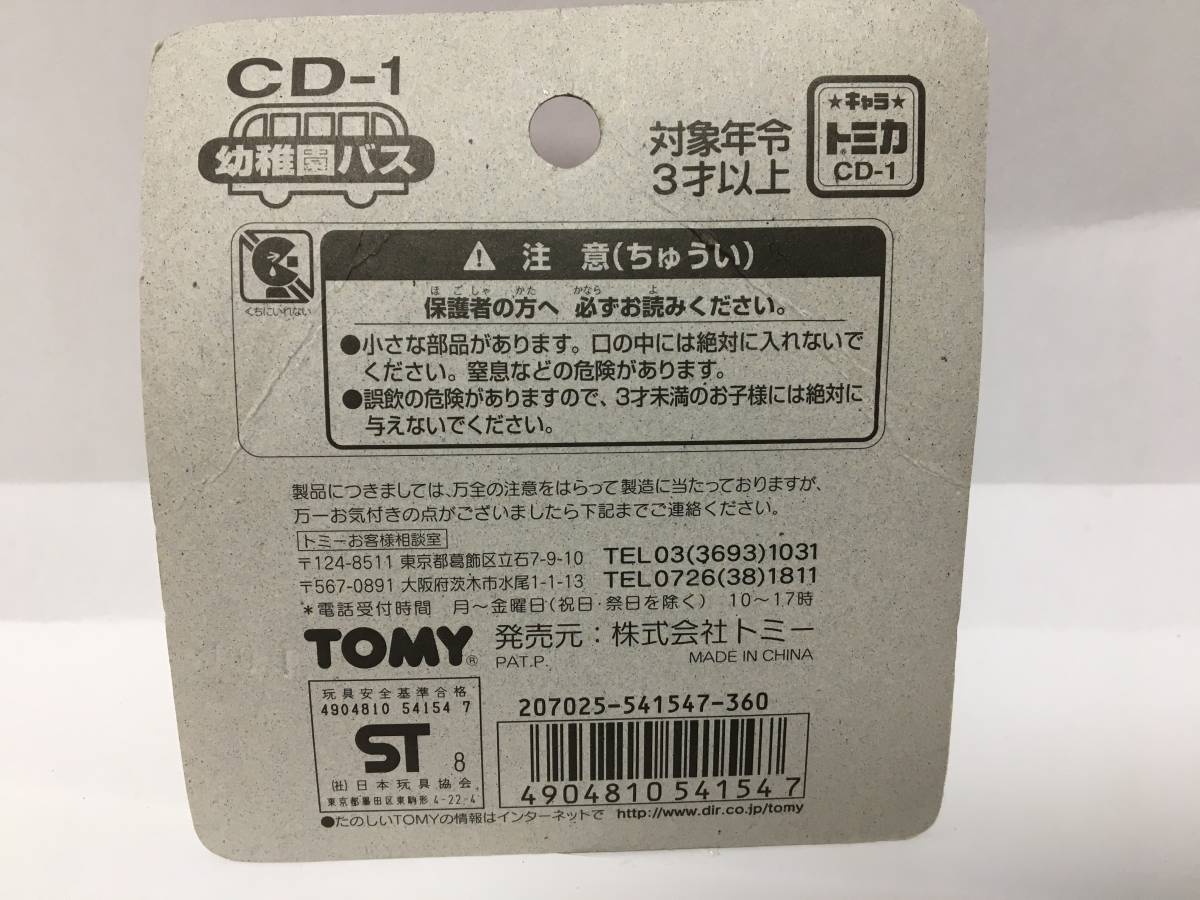 CD-1
幼稚園バス
対象年令
3才以上
★キャラ★
トミカ
®
CD-1
くちにいれない
注 意(ちゅうい)
ほごしゃ かた かなら よ
保護者の方へ 必ずお読みください。
●小さな部品があります。口の中には絶対に入れないで
ください。窒息などの危険があります。
●誤飲の危険がありますので、3才未満のお子様には絶対に
与えないでください。
製品につきましては、万全の注意をはらって製造に当たっておりますが、
万一お気付きの点がございましたら下記までご連絡ください。
トミーお客様相談室
〒124-8511 東京都葛飾区立石7-9-10 TEL03(3693)1031
〒567-0891 大阪府茨木市水尾1-1-13 TEL0726(38)1811
*電話受付時間 月～金曜日(祝日・祭日を除く) 10～17時
TOMY® 発売元:株式会社トミー
PAT.P. MADE IN CHINA
玩具安全基準合格
4904810 54154 7
ST 8
(社)日本玩具協会
東京都墨田区東駒形 4-22-4
207025-541547-360
4904810 541547
●たのしいTOMYの情報はインターネットで http://www.dir.co.jp/tomy